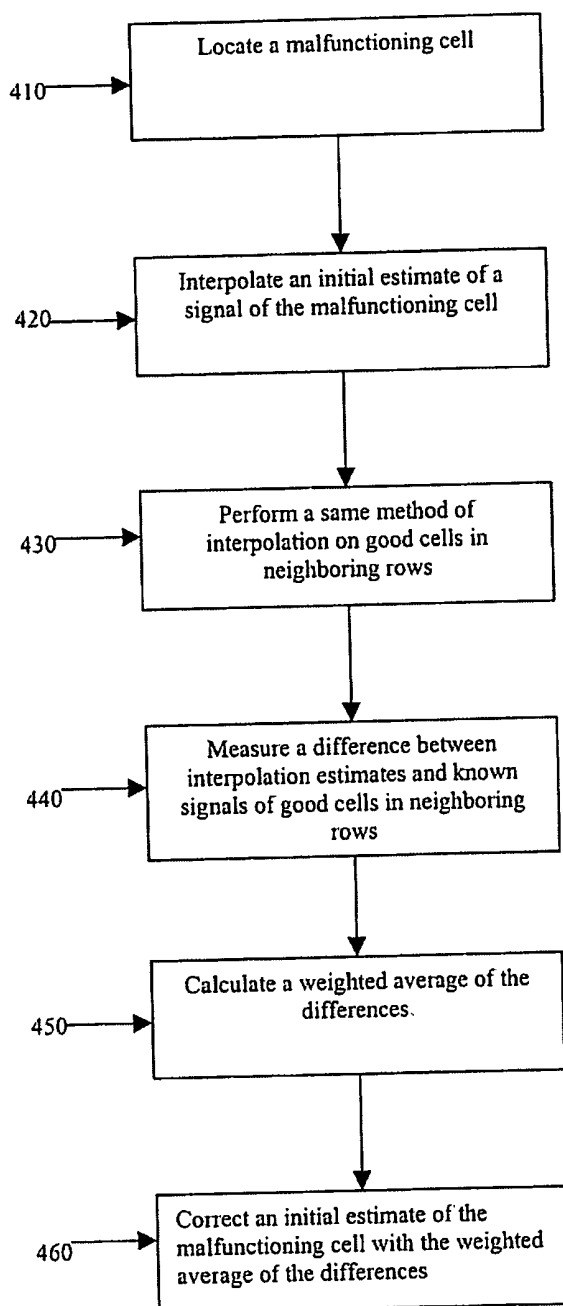 Locate a malfunctioning cell
410
Interpolate an initial estimate of a
signal of the malfunctioning cell
420
Perform a same method of
interpolation on good cells in
neighboring rows
430
Measure a difference between
interpolation estimates and known
signals of good cells in neighboring
rows
440
Calculate a weighted average of the
differences.
450
Correct an initial estimate of the
malfunctioning cell with the weighted
average of the differences
460